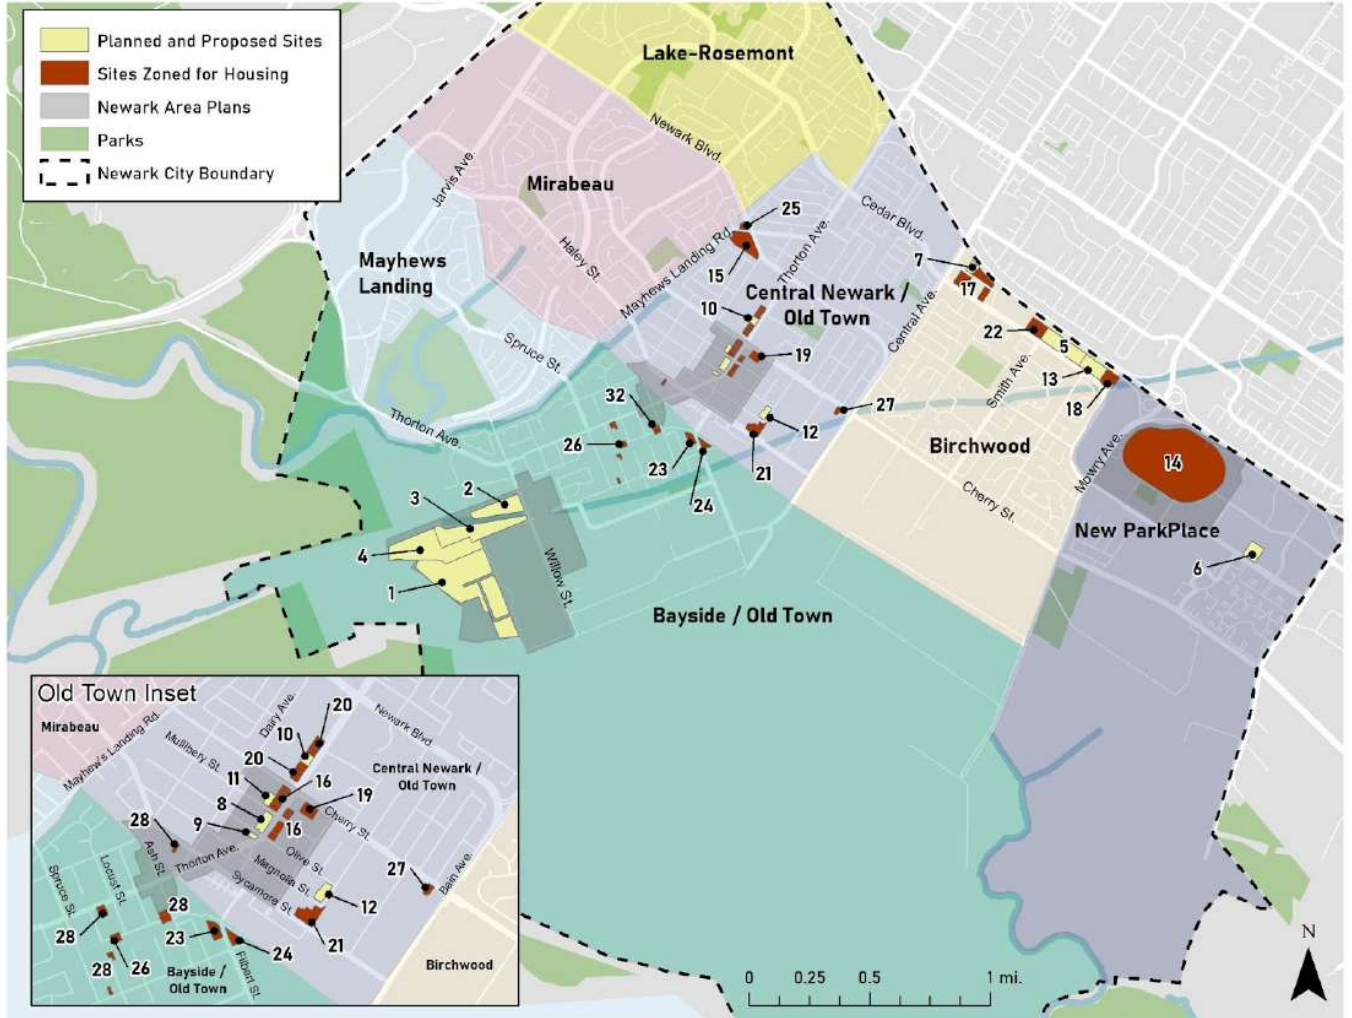 Planned and Proposed Sites
Sites Zoned for Housing
Newark Area Plans
Parks
Newark City Boundary
Lake-Rosemont
Newark Blvd.
Jarvis Ave.
Mirabeau
Cedar Blvd.
25
Thorton Ave.
Haley St.
Mayhews Landing Rd.
15
Mayhews
Landing
7
17
10
Central Newark /
Old Town
Central Ave.
22
5
Spruce St.
19
13
Smith Ave.
18
32
27
Thorton Ave.
12
26
23
24
21
Birchwood
Mowry Ave.
14
Cherry St.
2
3
4
1
Willow St.
New ParkPlace
6
Bayside / Old Town
Old Town Inset
Mirabeau
Mayhew's Landing Rd.
Dairy Ave.
20
Newark Blvd.
Mullibery St.
10
20
Central Newark /
Old Town
11
16
8
19
9
16
Cherry St.
28
Thorton Ave.
Olive St.
Ash St.
Magnolia St.
Sycamore St.
27
Bain Ave.
Spruce St.
Locust St.
12
28
28
23
24
21
28
26
Filbert St.
Bayside /
Old Town
Birchwood
0 0.25 0.5 1 mi.
N